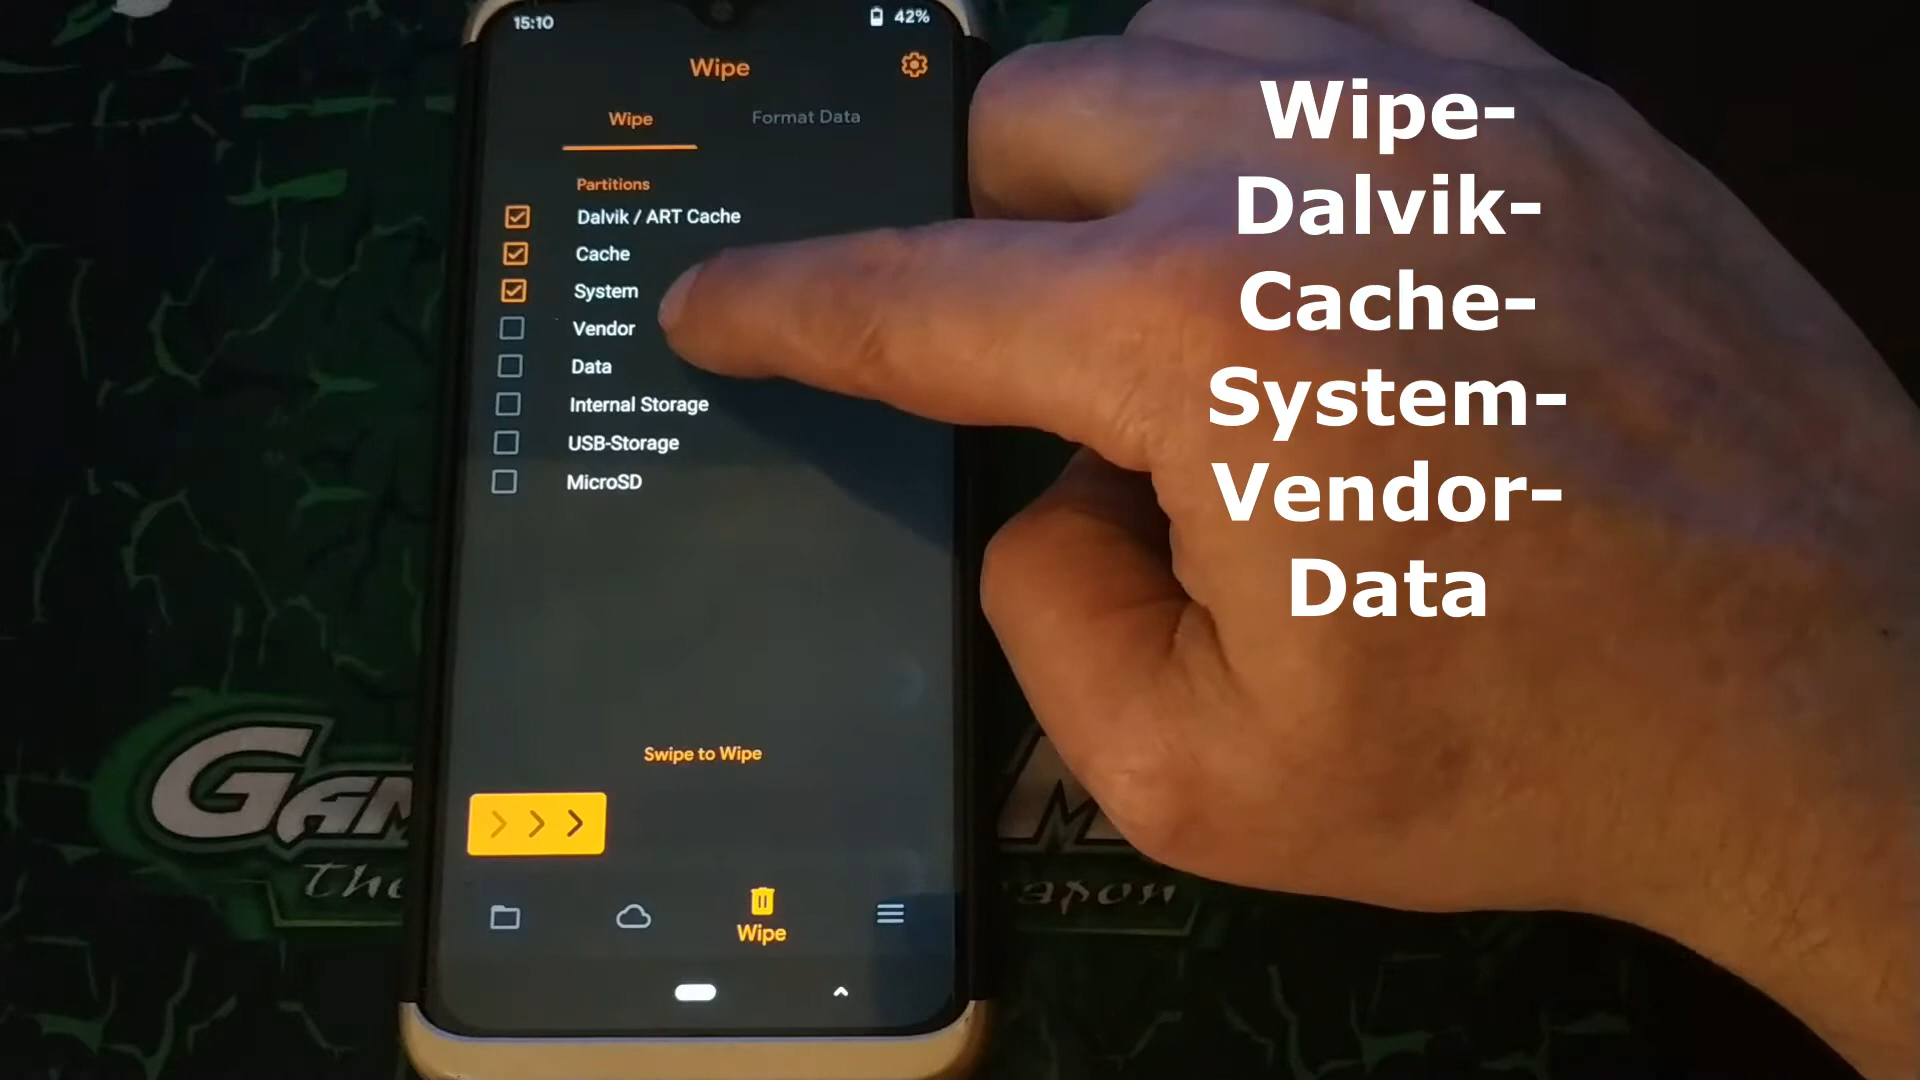 15:10
42%
Wipe
Wipe
Format Data
Partitions
Dalvik / ART Cache
Cache
System
Vendor
Data
Internal Storage
USB-Storage
MicroSD
Swipe to Wipe
Wipe
Wipe-
Dalvik-
Cache-
System-
Vendor-
Data
The